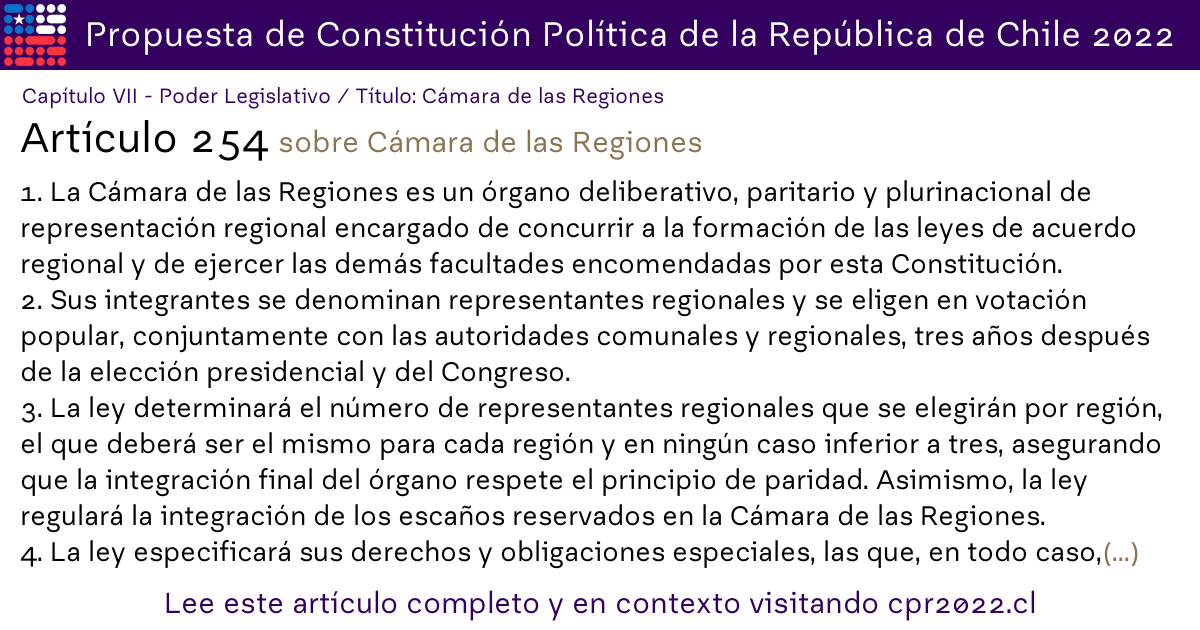 Propuesta de Constitución Política de la República de Chile 2022
Capítulo VII - Poder Legislativo / Título: Cámara de las Regiones
Artículo 254 sobre Cámara de las Regiones
1. La Cámara de las Regiones es un órgano deliberativo, paritario y plurinacional de
representación regional encargado de concurrir a la formación de las leyes de acuerdo
regional y de ejercer las demás facultades encomendadas por esta Constitución.
2. Sus integrantes se denominan representantes regionales y se eligen en votación
popular, conjuntamente con las autoridades comunales y regionales, tres años después
de la elección presidencial y del Congreso.
3. La ley determinará el número de representantes regionales que se elegirán por región,
el que deberá ser el mismo para cada región y en ningún caso inferior a tres, asegurando
que la integración final del órgano respete el principio de paridad. Asimismo, la ley
regulará la integración de los escaños reservados en la Cámara de las Regiones.
4. La ley especificará sus derechos y obligaciones especiales, las que, en todo caso,(...)
Lee este artículo completo y en contexto visitando cpr2022.cl